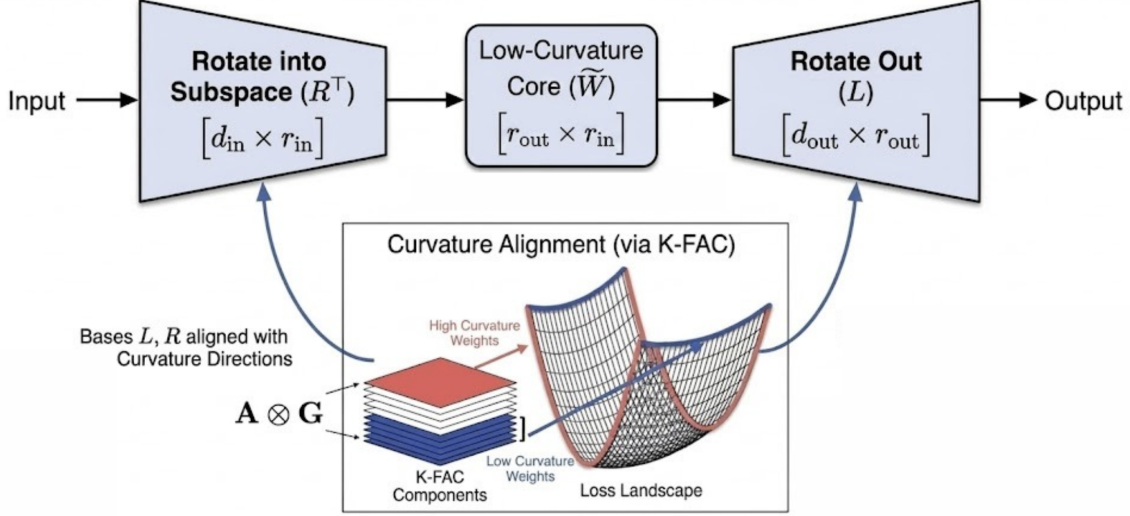 Input
Rotate into
Subspace (R⊤)
[d_in × r_in]
Low-Curvature
Core (W̃)
[r_out × r_in]
Rotate Out
(L)
[d_out × r_out]
Output
Curvature Alignment (via K-FAC)
Bases L, R aligned with
Curvature Directions
High Curvature
Weights
A ⊗ G
]
Low Curvature
Weights
K-FAC
Components
Loss Landscape